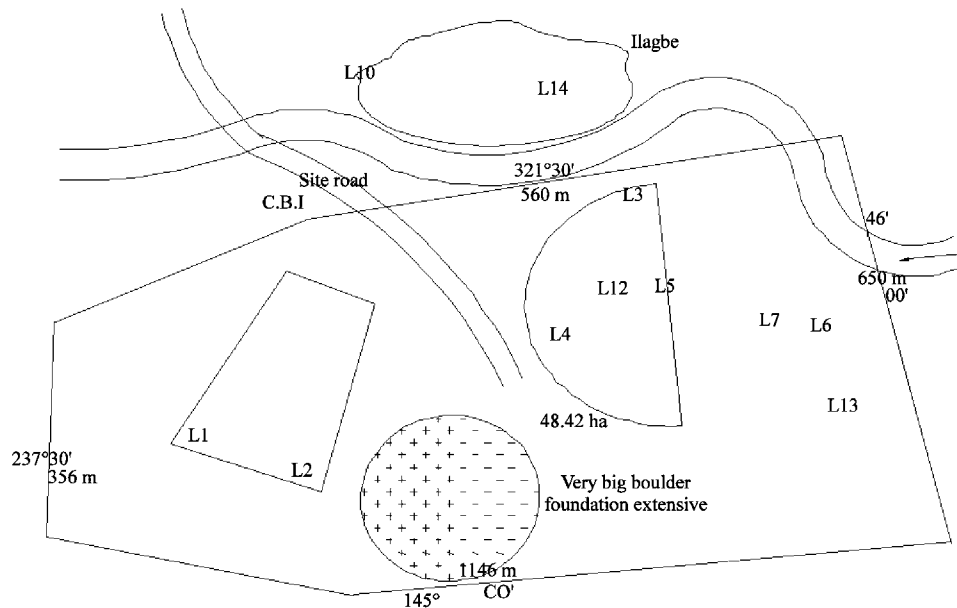 Ilagbe
L10
L14
321°30'
Site road
560 m
L3
C.B.I
46'
650 m
00'
L12
L5
L7
L6
L4
L13
48.42 ha
L1
237°30'
356 m
L2
Very big boulder
foundation extensive
1146 m
CO'
145°